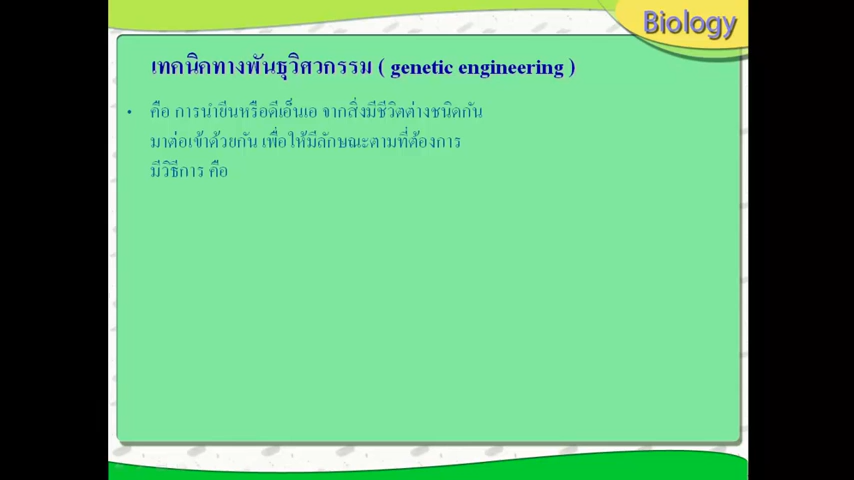 Biology
เทคนิคทางพันธุวิศวกรรม ( genetic engineering )
• คือ การนำยีนหรือดีเอ็นเอ จากสิ่งมีชีวิตต่างชนิดกัน
มาต่อเข้าด้วยกัน เพื่อให้มีลักษณะตามที่ต้องการ
มีวิธีการ คือ